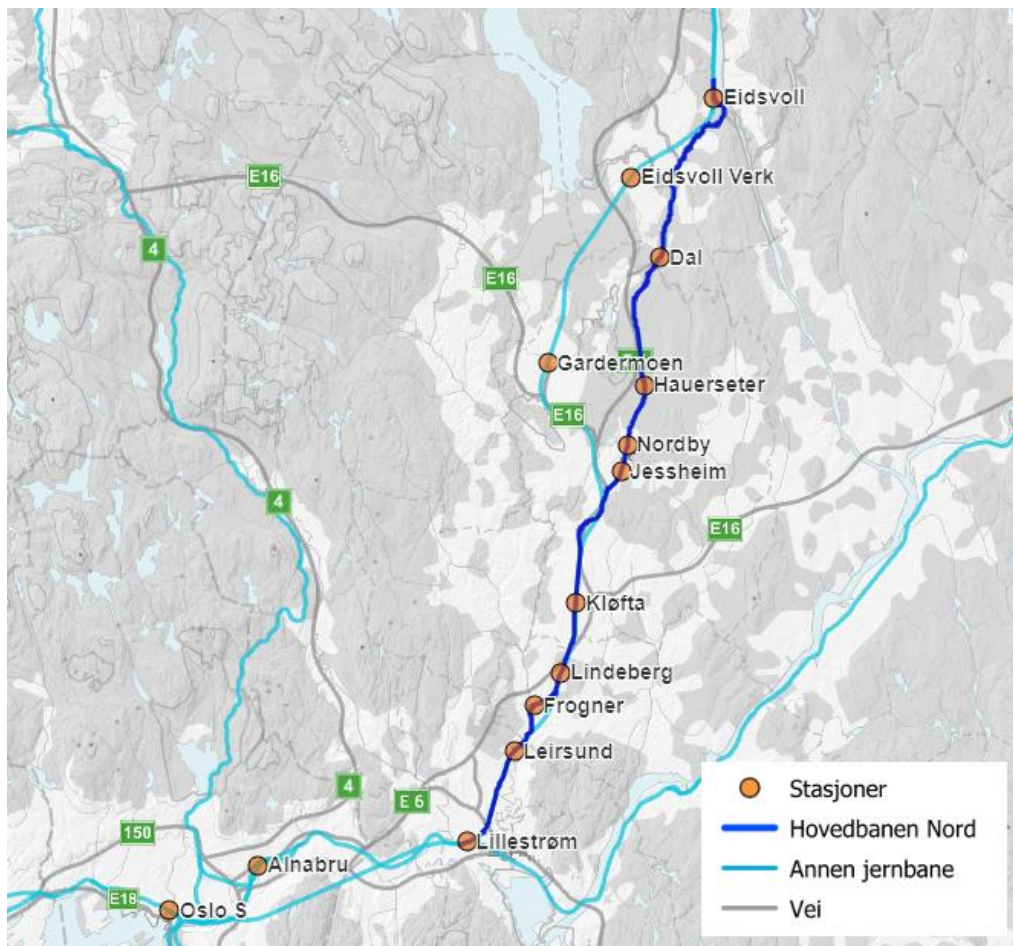 Eidsvoll
E16
Eidsvoll Verk
4
Dal
E16
Gardermoen
Hauerseter
E16
Nordby
Jessheim
4
E16
Kløfta
Lindeberg
Frogner
Leirsund
4
E 6
150
Lillestrøm
Alnabru
E18
Oslo S
Stasjoner
Hovedbanen Nord
Annen jernbane
Vei